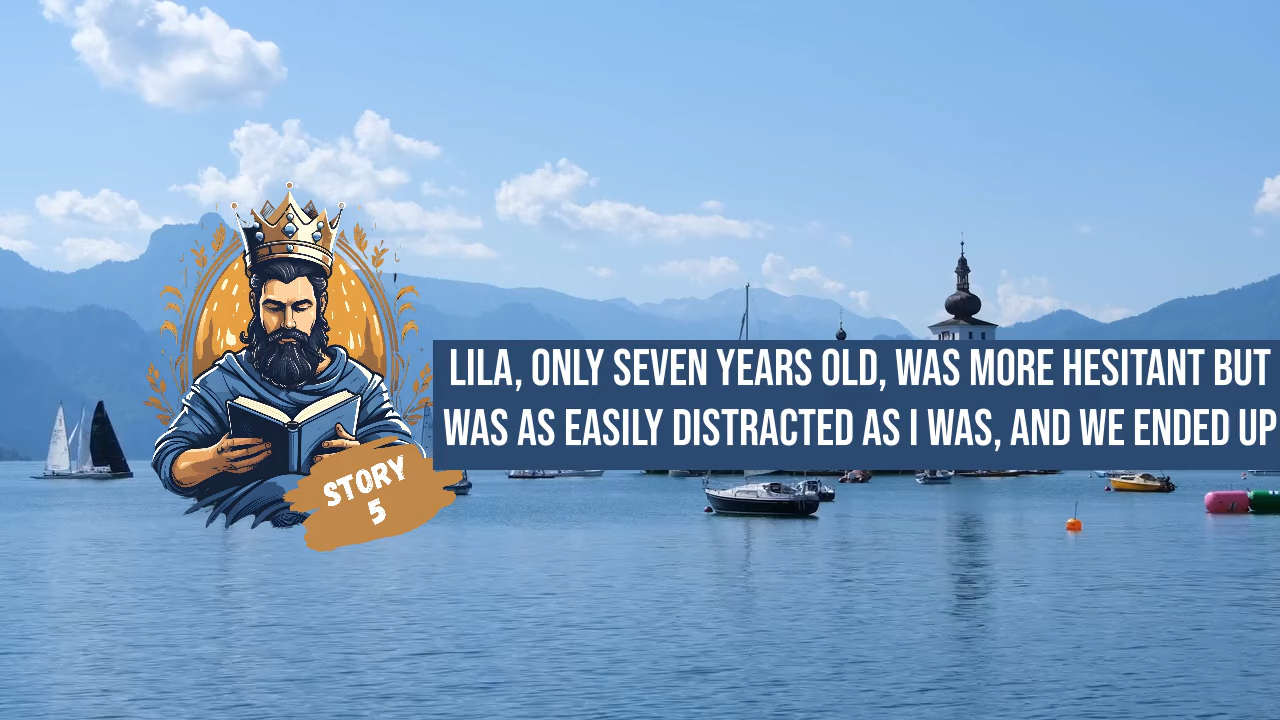 LILA, ONLY SEVEN YEARS OLD, WAS MORE HESITANT BUT
WAS AS EASILY DISTRACTED AS I WAS, AND WE ENDED UP
STORY
5